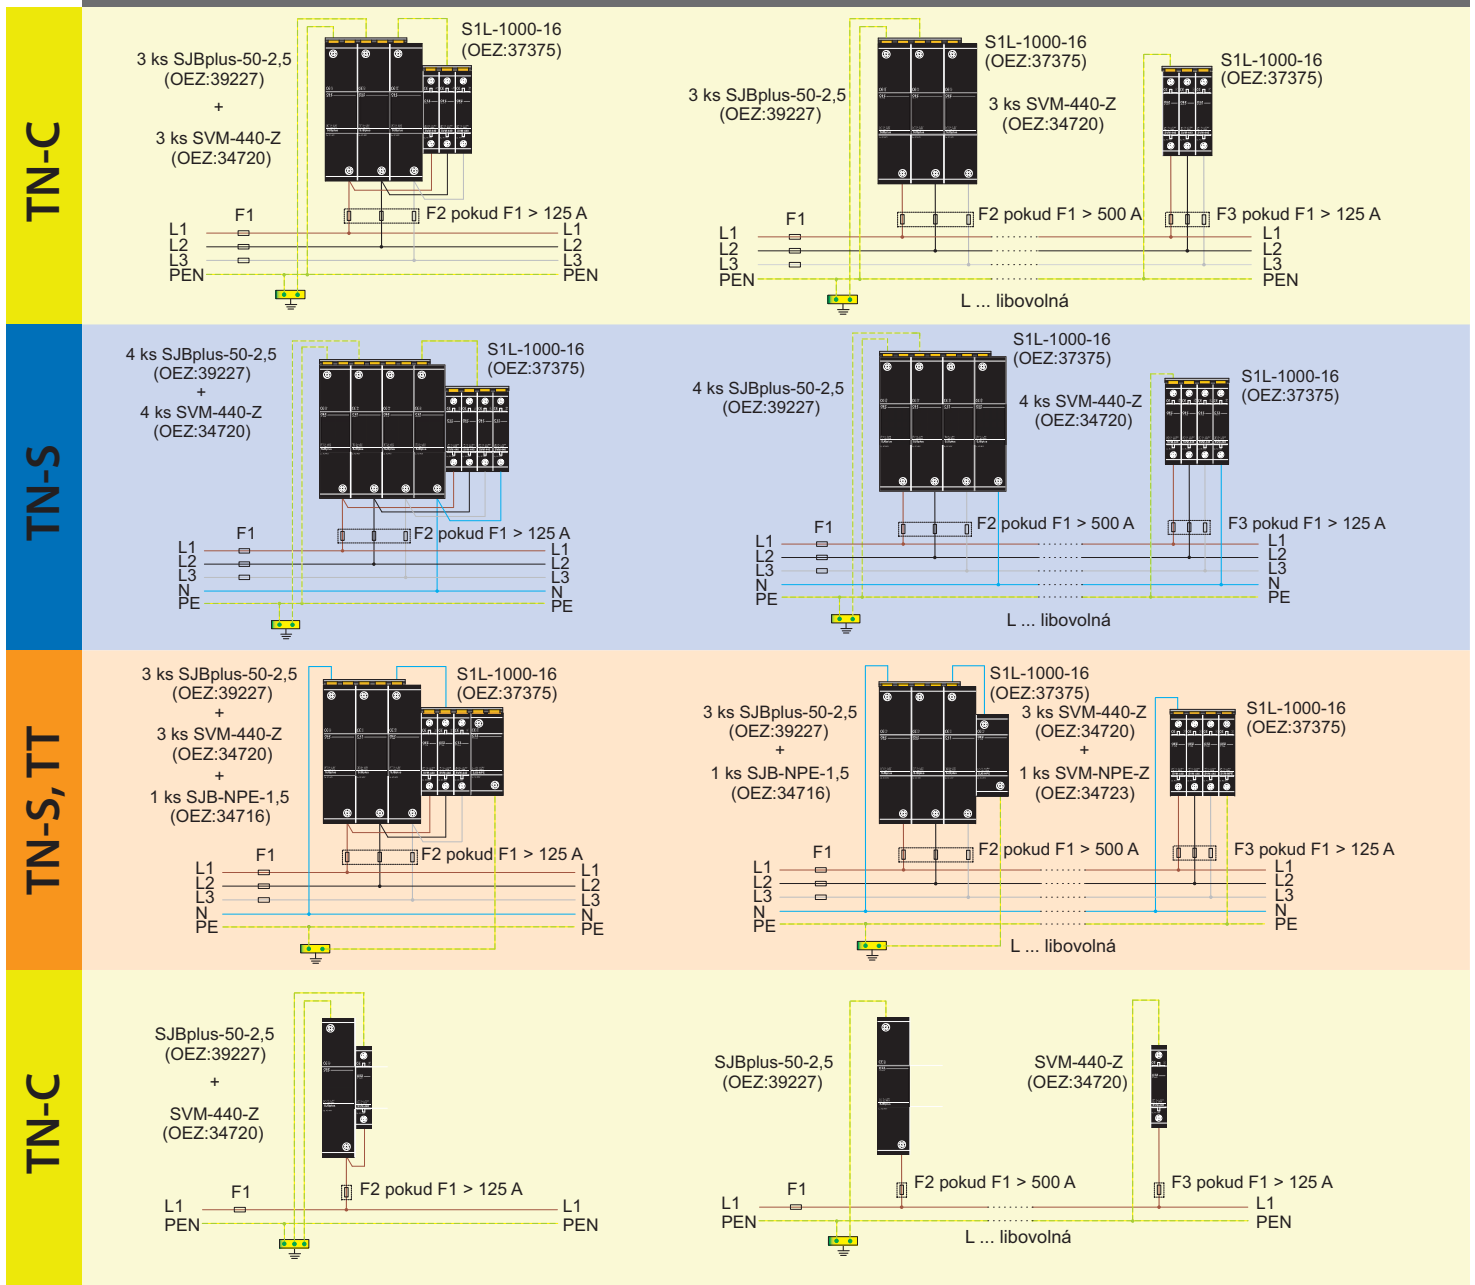 TN-C
3 ks SJBplus-50-2,5
(OEZ:39227)
+
3 ks SVM-440-Z
(OEZ:34720)
S1L-1000-16
(OEZ:37375)
F1
F2 pokud F1 > 125 A
L1
L2
L3
PEN
L1
L2
L3
PEN
3 ks SJBplus-50-2,5
(OEZ:39227)
S1L-1000-16
(OEZ:37375)
3 ks SVM-440-Z
(OEZ:34720)
S1L-1000-16
(OEZ:37375)
F1
F2 pokud F1 > 500 A
F3 pokud F1 > 125 A
L1
L2
L3
PEN
L1
L2
L3
PEN
L ... libovolná
TN-S
4 ks SJBplus-50-2,5
(OEZ:39227)
+
4 ks SVM-440-Z
(OEZ:34720)
S1L-1000-16
(OEZ:37375)
F1
F2 pokud F1 > 125 A
L1
L2
L3
N
PE
L1
L2
L3
N
PE
4 ks SJBplus-50-2,5
(OEZ:39227)
S1L-1000-16
(OEZ:37375)
4 ks SVM-440-Z
(OEZ:34720)
S1L-1000-16
(OEZ:37375)
F1
F2 pokud F1 > 500 A
F3 pokud F1 > 125 A
L1
L2
L3
N
PE
L1
L2
L3
N
PE
L ... libovolná
TN-S, TT
3 ks SJBplus-50-2,5
(OEZ:39227)
+
3 ks SVM-440-Z
(OEZ:34720)
+
1 ks SJB-NPE-1,5
(OEZ:34716)
S1L-1000-16
(OEZ:37375)
F1
F2 pokud F1 > 125 A
L1
L2
L3
N
PE
L1
L2
L3
N
PE
3 ks SJBplus-50-2,5
(OEZ:39227)
+
1 ks SJB-NPE-1,5
(OEZ:34716)
S1L-1000-16
(OEZ:37375)
3 ks SVM-440-Z
(OEZ:34720)
+
1 ks SVM-NPE-Z
(OEZ:34723)
S1L-1000-16
(OEZ:37375)
F1
F2 pokud F1 > 500 A
F3 pokud F1 > 125 A
L1
L2
L3
N
PE
L1
L2
L3
N
PE
L ... libovolná
TN-C
SJBplus-50-2,5
(OEZ:39227)
+
SVM-440-Z
(OEZ:34720)
F1
F2 pokud F1 > 125 A
L1
PEN
L1
PEN
SJBplus-50-2,5
(OEZ:39227)
SVM-440-Z
(OEZ:34720)
F1
F2 pokud F1 > 500 A
F3 pokud F1 > 125 A
L1
PEN
L1
PEN
L ... libovolná